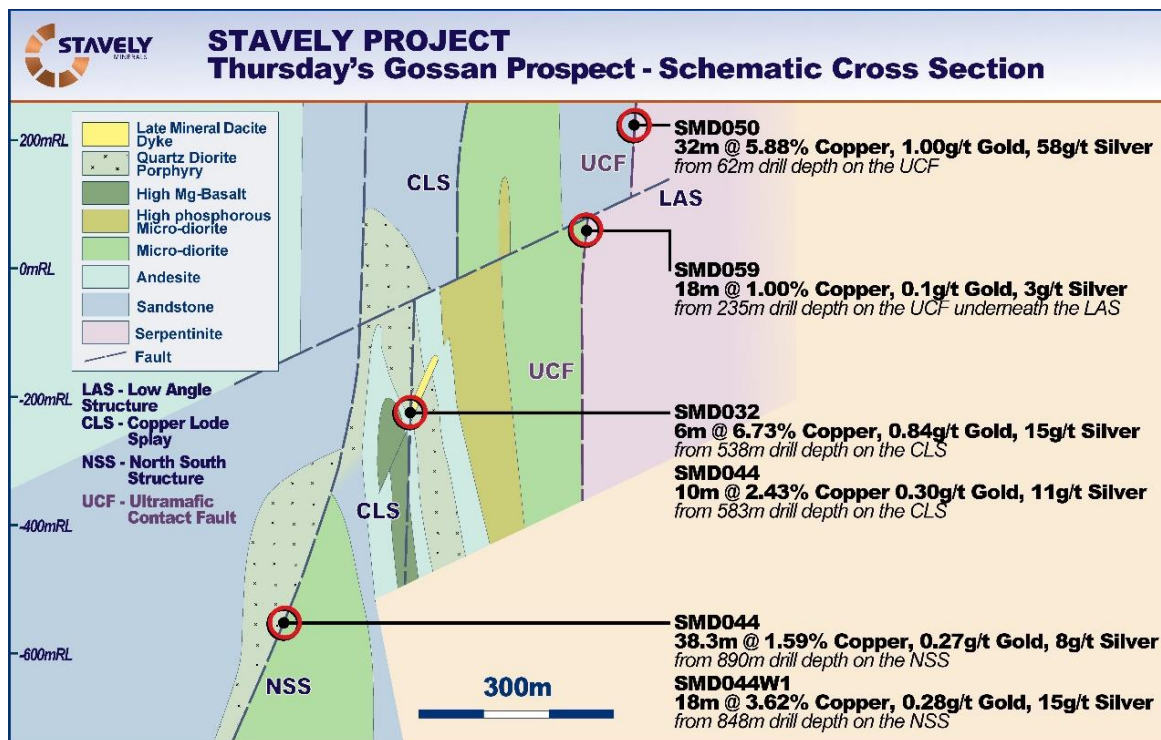 STAVELY
MINERALS
STAVELY PROJECT
Thursday's Gossan Prospect - Schematic Cross Section
200mRL
0mRL
-200mRL
-400mRL
-600mRL
Late Mineral Dacite
Dyke
Quartz Diorite
Porphyry
High Mg-Basalt
High phosphorous
Micro-diorite
Micro-diorite
Andesite
Sandstone
Serpentinite
Fault
LAS - Low Angle
Structure
CLS - Copper Lode
Splay
NSS - North South
Structure
UCF - Ultramafic
Contact Fault
CLS
UCF
LAS
UCF
CLS
NSS
300m
SMD050
32m @ 5.88% Copper, 1.00g/t Gold, 58g/t Silver
from 62m drill depth on the UCF
SMD059
18m @ 1.00% Copper, 0.1g/t Gold, 3g/t Silver
from 235m drill depth on the UCF underneath the LAS
SMD032
6m @ 6.73% Copper, 0.84g/t Gold, 15g/t Silver
from 538m drill depth on the CLS
SMD044
10m @ 2.43% Copper 0.30g/t Gold, 11g/t Silver
from 583m drill depth on the CLS
SMD044
38.3m @ 1.59% Copper, 0.27g/t Gold, 8g/t Silver
from 890m drill depth on the NSS
SMD044W1
18m @ 3.62% Copper, 0.28g/t Gold, 15g/t Silver
from 848m drill depth on the NSS